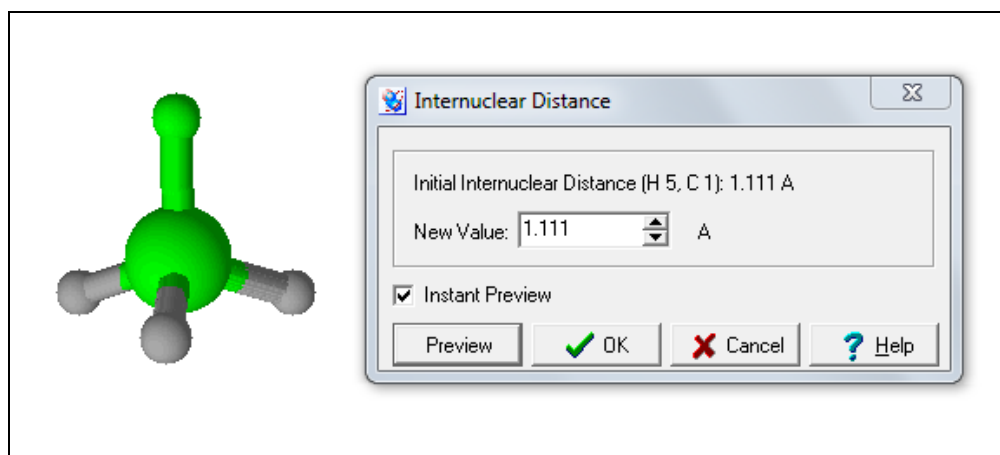 Internuclear Distance
Initial Internuclear Distance (H 5, C 1): 1.111 A
New Value: 1.111 A
Instant Preview
Preview OK Cancel Help